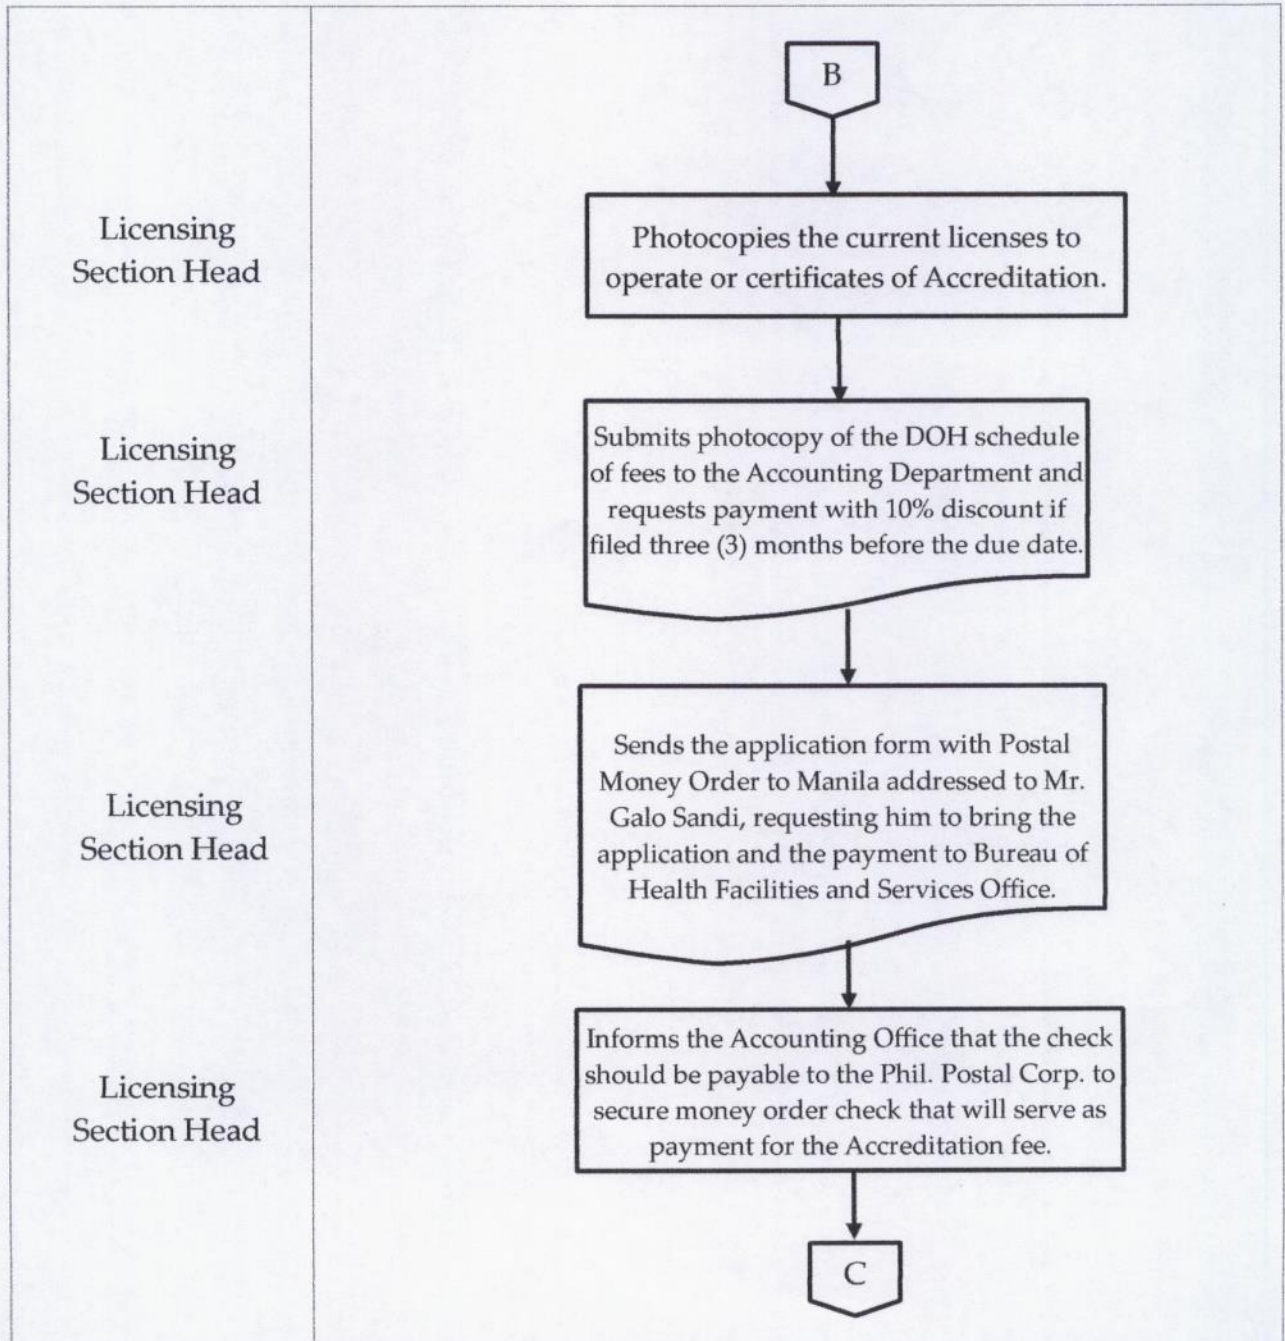 B
Licensing
Section Head
Photocopies the current licenses to
operate or certificates of Accreditation.
Licensing
Section Head
Submits photocopy of the DOH schedule
of fees to the Accounting Department and
requests payment with 10% discount if
filed three (3) months before the due date.
Licensing
Section Head
Sends the application form with Postal
Money Order to Manila addressed to Mr.
Galo Sandi, requesting him to bring the
application and the payment to Bureau of
Health Facilities and Services Office.
Licensing
Section Head
Informs the Accounting Office that the check
should be payable to the Phil. Postal Corp. to
secure money order check that will serve as
payment for the Accreditation fee.
C